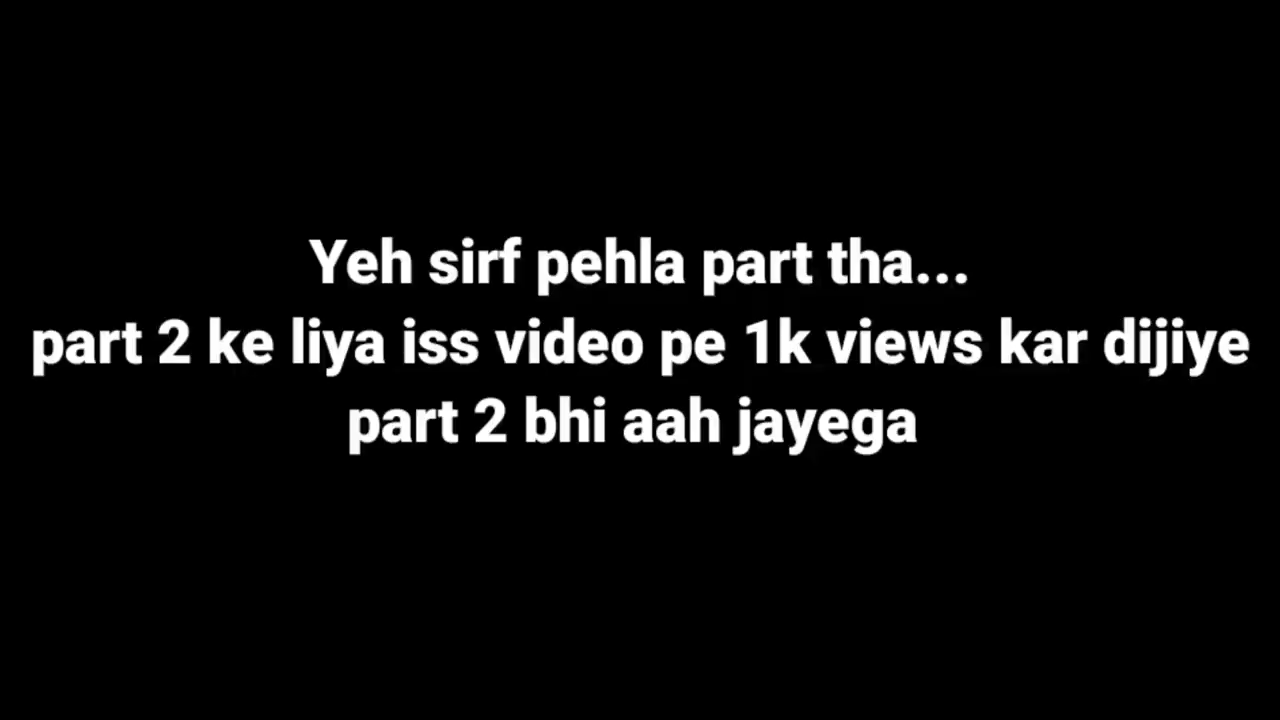 Yeh sirf pehla part tha...
part 2 ke liya iss video pe 1k views kar dijiye
part 2 bhi aah jayega